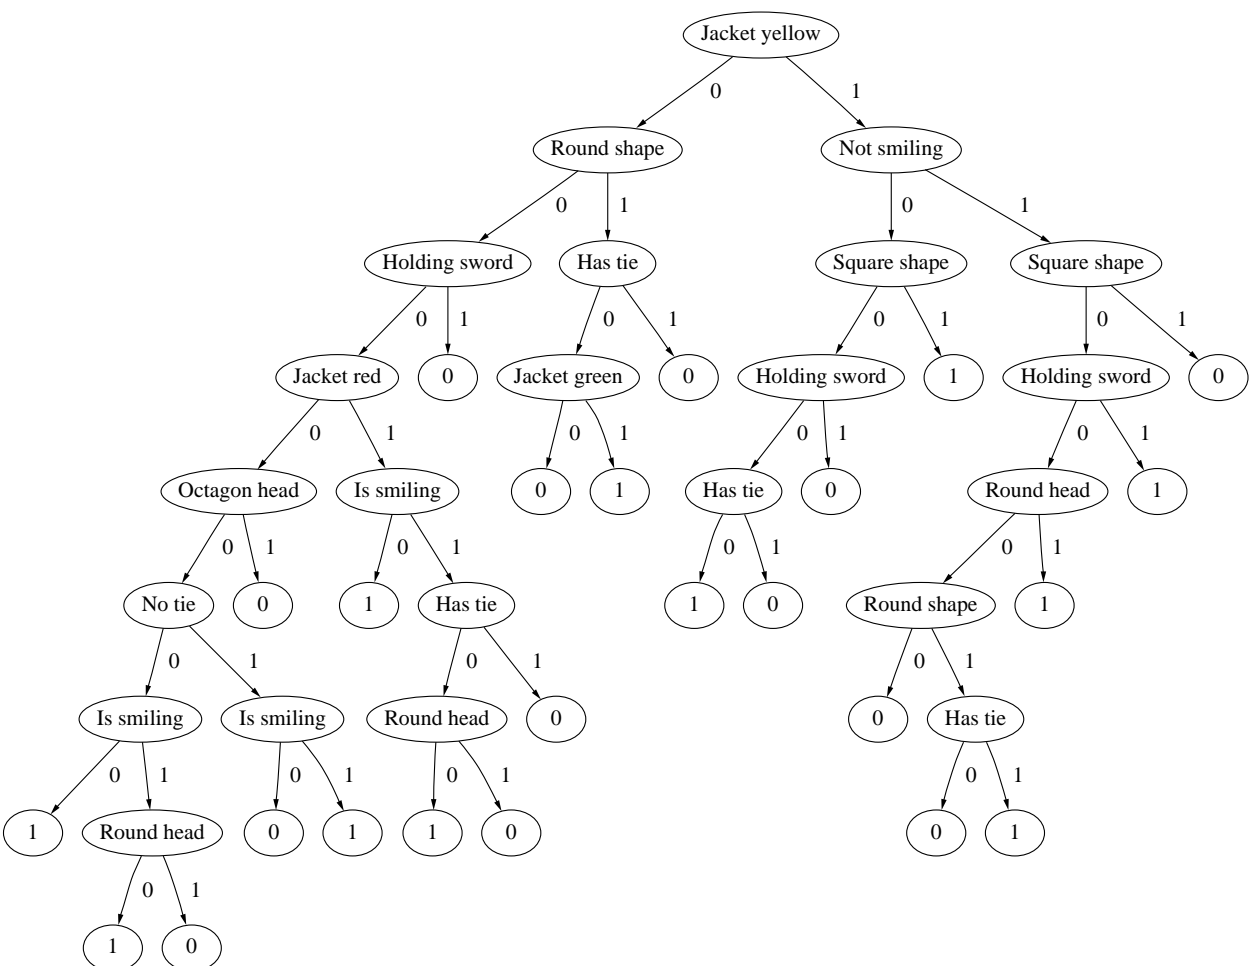 Jacket yellow
0 1
Round shape Not smiling
0 1 0 1
Holding sword Has tie Square shape Square shape
0 1 0 1 0 1 0 1
Jacket red 0 Jacket green 0 Holding sword 1 Holding sword 0
0 1 0 1 0 1 0 1
Octagon head Is smiling 0 1 Has tie 0 Round head 1
0 1 0 1 0 1 0 1
No tie 0 1 Has tie 1 0 Round shape 1
0 1 0 1 0 1
Is smiling Is smiling Round head 0 0 Has tie
0 1 0 1 0 1 0 1
1 Round head 0 1 1 0 0 1
0 1
1 0